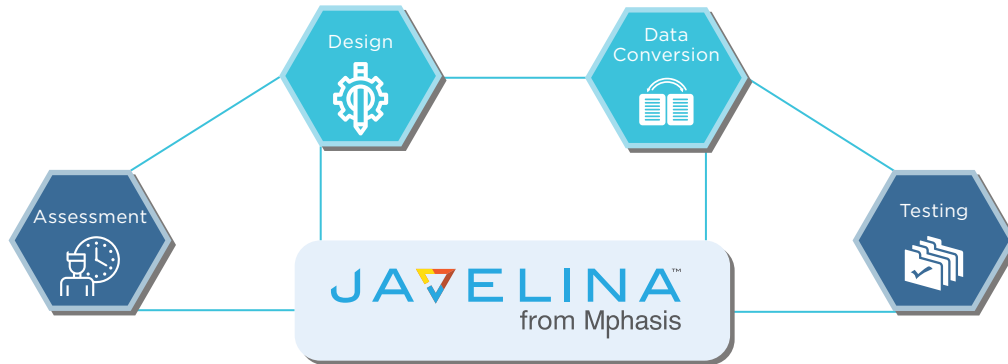 Design
Data
Conversion
Assessment
Testing
JAVELINA™
from Mphasis